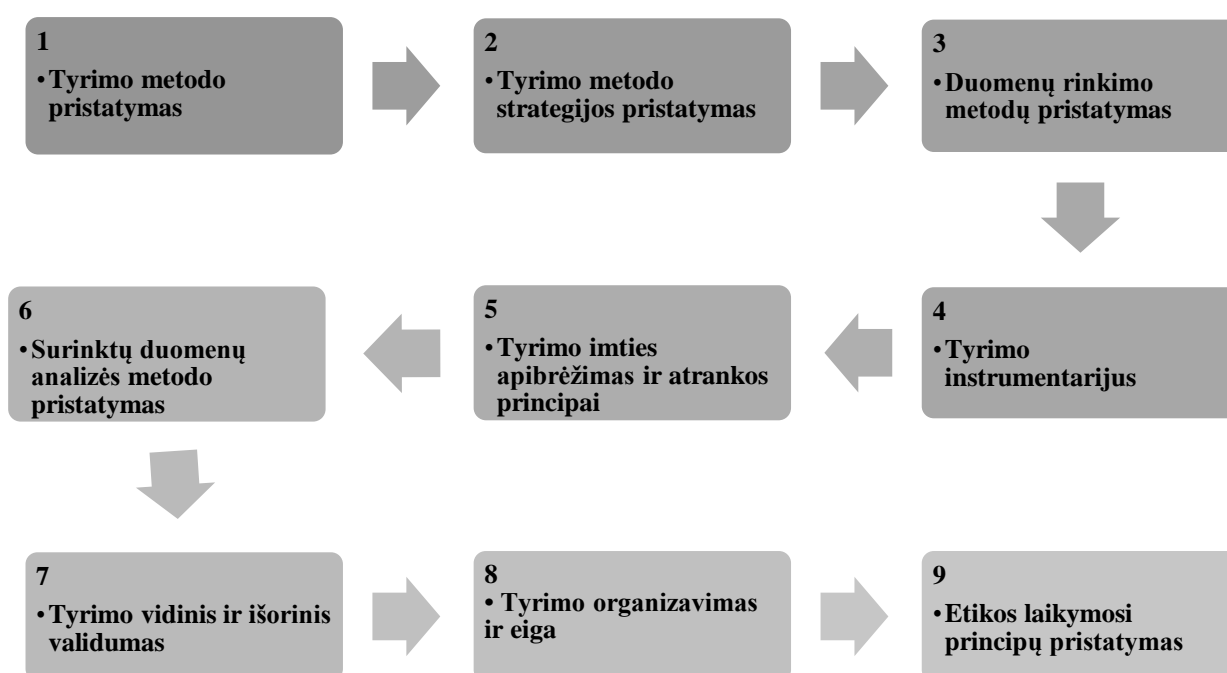 1
•Tyrimo metodo
pristatymas
2
•Tyrimo metodo
strategijos pristatymas
3
•Duomenų rinkimo
metodų pristatymas
4
•Tyrimo
instrumentarijus
5
•Tyrimo imties
apibrėžimas ir atrankos
principai
6
•Surinktų duomenų
analizės metodo
pristatymas
7
•Tyrimo vidinis ir išorinis
validumas
8
• Tyrimo organizavimas
ir eiga
9
•Etikos laikymosi
principų pristatymas